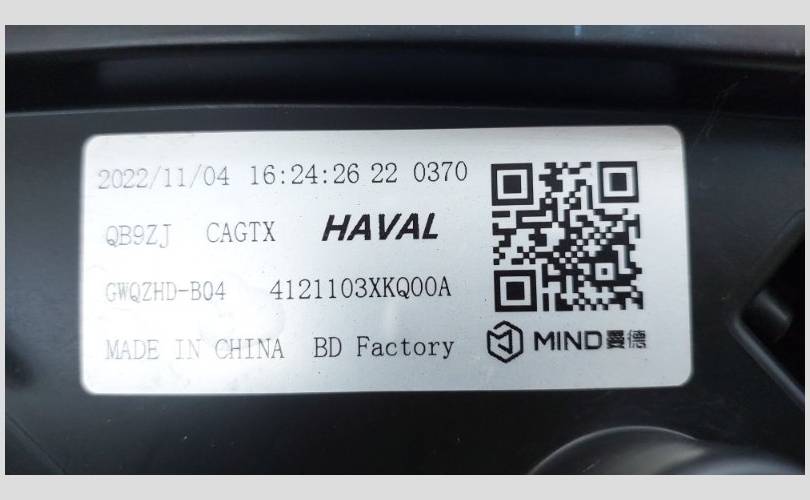 2022/11/04 16:24:26 22 0370
QB9ZJ CAGTX HAVAL
GWQZHD-B04 4121103XKQ00A
MADE IN CHINA BD Factory
MIND曼德